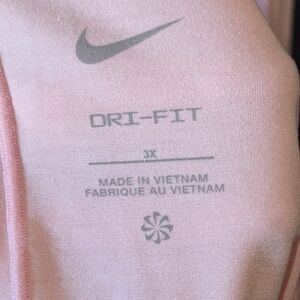 DRI-FIT
3X
MADE IN VIETNAM
FABRIQUE AU VIETNAM